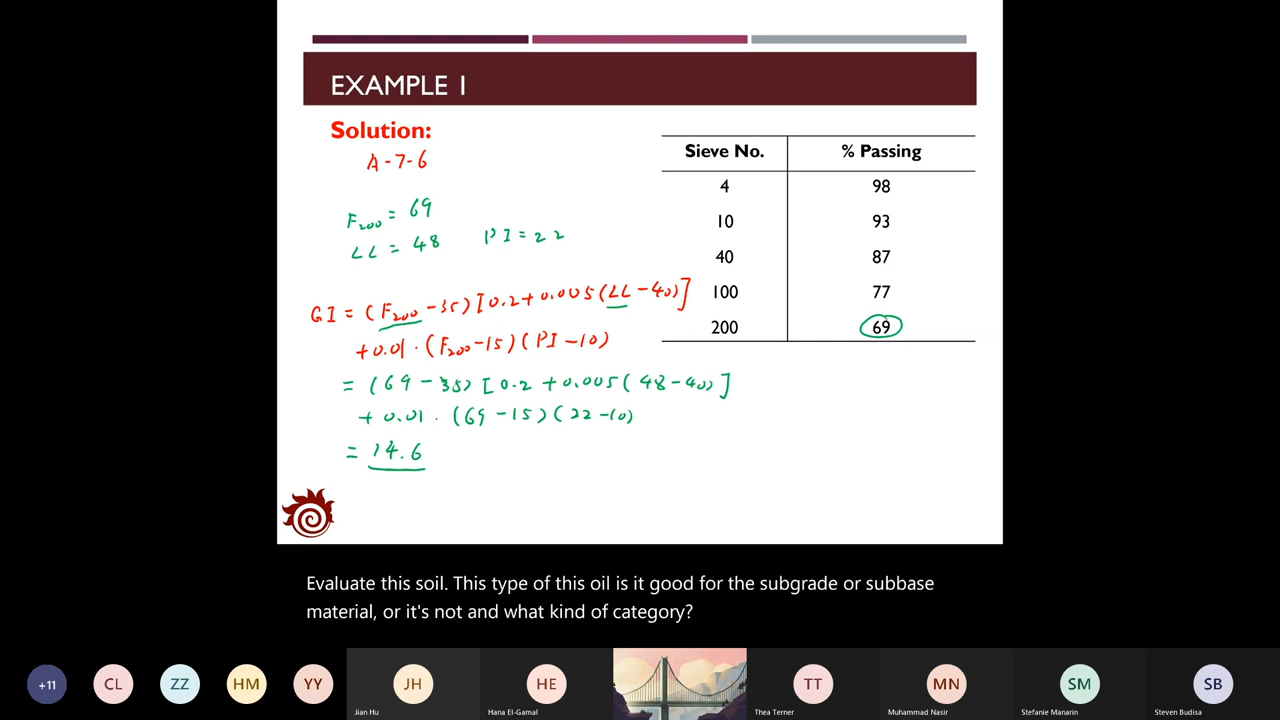 EXAMPLE 1
Solution:
A-7-6
F200 = 69
LL = 48 PI = 22
GI = (F200 - 35)[0.2 + 0.005(LL - 40)]
+ 0.01 · (F200 - 15)(PI - 10)
= (69 - 35)[0.2 + 0.005(48 - 40)]
+ 0.01 · (69 - 15)(22 - 10)
= 14.6
Sieve No. % Passing
4 98
10 93
40 87
100 77
200 69
Evaluate this soil. This type of this oil is it good for the subgrade or subbase
material, or it's not and what kind of category?
+11 CL ZZ HM YY JH HE TT MN SM SB
Jian Hu Hana El-Gamal Thea Terner Muhammad Nasir Stefanie Manarin Steven Budisa